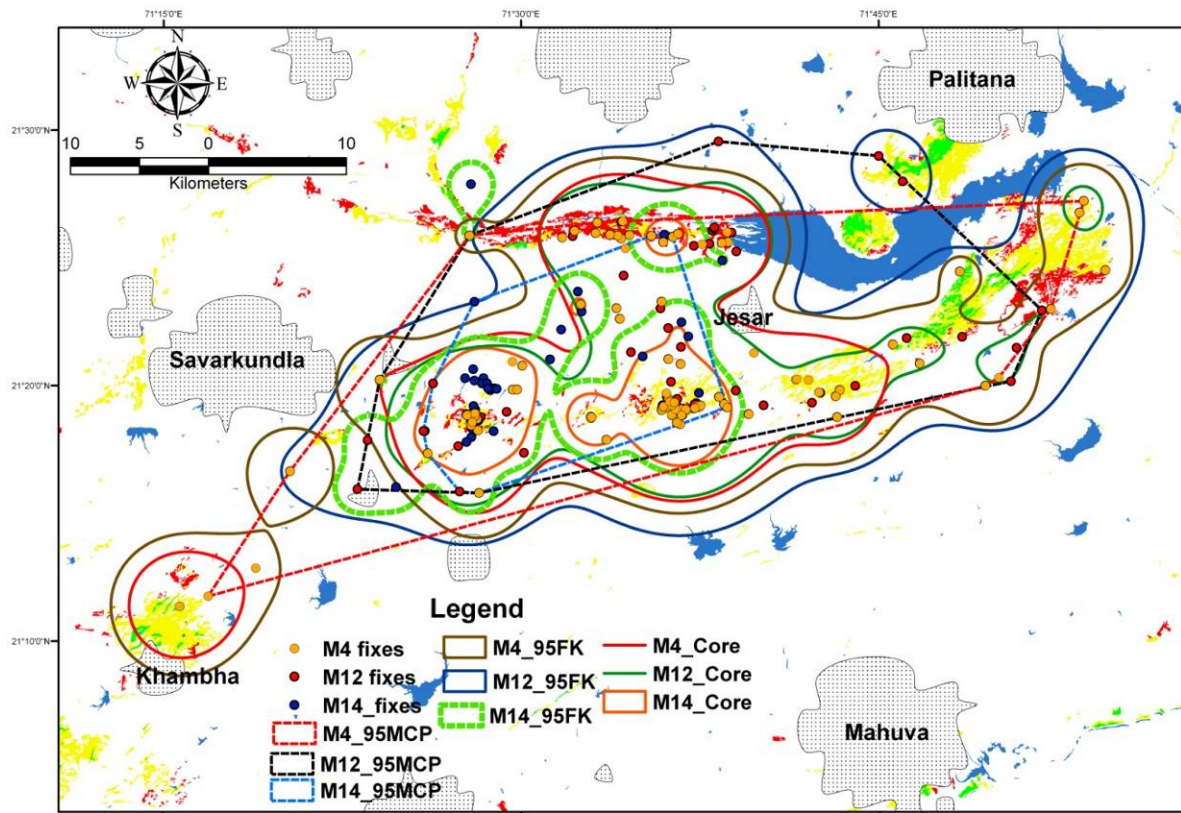 71°15'0"E 71°30'0"E 71°45'0"E
N
W E
S
Palitana
21°30'0"N
10 5 0 10
Kilometers
Jesar
Savarkundla
21°20'0"N
21°10'0"N
Khambha
Mahuva
Legend
M4 fixes
M12 fixes
M14_fixes
M4_95MCP
M12_95MCP
M14_95MCP
M4_95FK
M12_95FK
M14_95FK
M4_Core
M12_Core
M14_Core